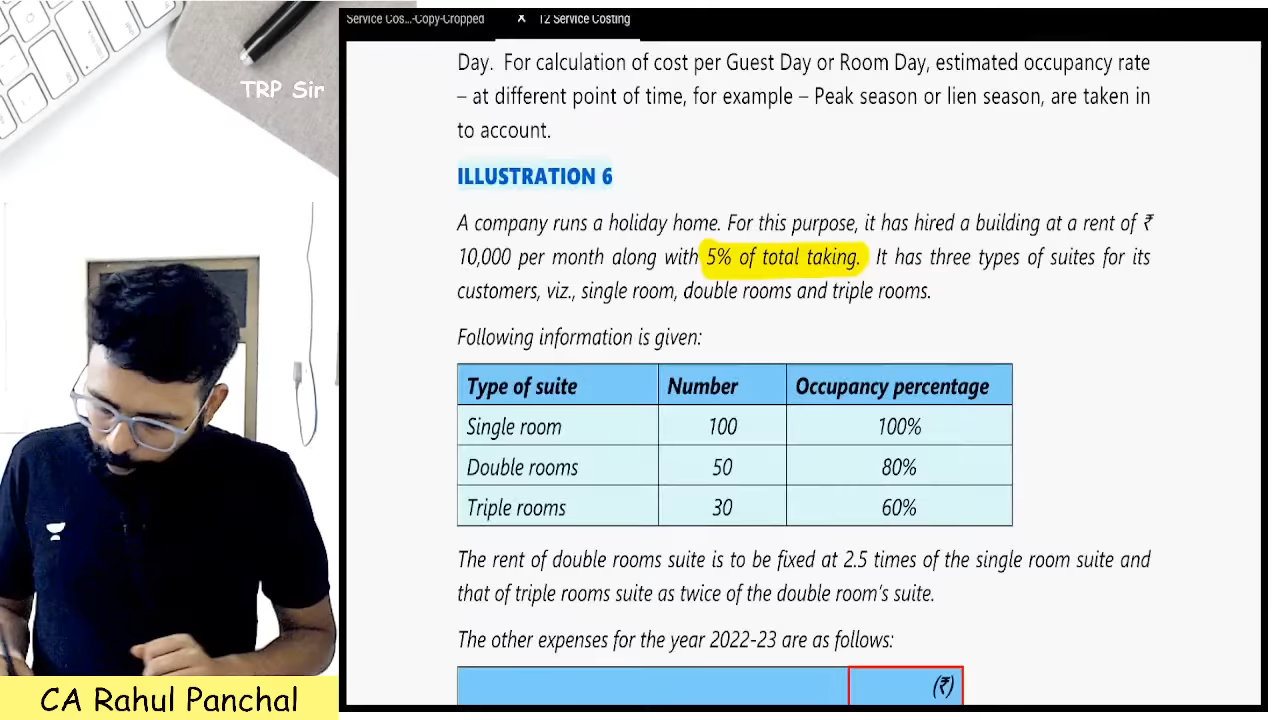 Service Cos...-Copy-Cropped
x 12 Service Costing
TRP Sir
Day. For calculation of cost per Guest Day or Room Day, estimated occupancy rate
– at different point of time, for example – Peak season or lien season, are taken in
to account.
ILLUSTRATION 6
A company runs a holiday home. For this purpose, it has hired a building at a rent of ₹
10,000 per month along with 5% of total taking. It has three types of suites for its
customers, viz., single room, double rooms and triple rooms.
Following information is given:
Type of suite Number Occupancy percentage
Single room 100 100%
Double rooms 50 80%
Triple rooms 30 60%
The rent of double rooms suite is to be fixed at 2.5 times of the single room suite and
that of triple rooms suite as twice of the double room's suite.
The other expenses for the year 2022-23 are as follows:
(₹)
CA Rahul Panchal